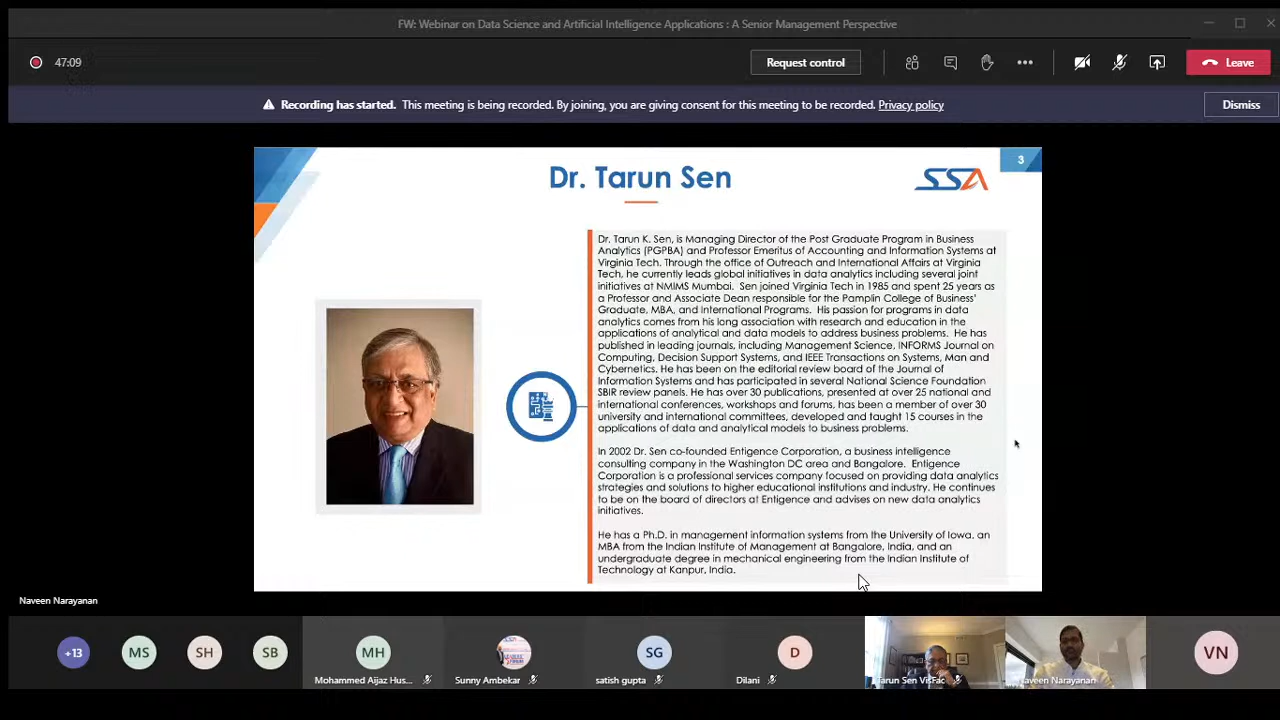 FW: Webinar on Data Science and Artificial Intelligence Applications : A Senior Management Perspective
47:09
Request control
Leave
Recording has started. This meeting is being recorded. By joining, you are giving consent for this meeting to be recorded. Privacy policy
Dismiss
3
Dr. Tarun Sen
SSA
Dr. Tarun K. Sen, is Managing Director of the Post Graduate Program in Business
Analytics (PGPBA) and Professor Emeritus of Accounting and Information Systems at
Virginia Tech. Through the office of Outreach and International Affairs at Virginia
Tech, he currently leads global initiatives in data analytics including several joint
initiatives at NMIMS Mumbai. Sen joined Virginia Tech in 1985 and spent 25 years as
a Professor and Associate Dean responsible for the Pamplin College of Business'
Graduate, MBA, and International Programs. His passion for programs in data
analytics comes from his long association with research and education in the
applications of analytical and data models to address business problems. He has
published in leading journals, including Management Science, INFORMS Journal on
Computing, Decision Support Systems, and IEEE Transactions on Systems, Man and
Cybernetics. He has been on the editorial review board of the Journal of
Information Systems and has participated in several National Science Foundation
SBIR review panels. He has over 30 publications, presented at over 25 national and
international conferences, workshops and forums, has been a member of over 30
university and international committees, developed and taught 15 courses in the
applications of data and analytical models to business problems.
In 2002 Dr. Sen co-founded Entigence Corporation, a business intelligence
consulting company in the Washington DC area and Bangalore. Entigence
Corporation is a professional services company focused on providing data analytics
strategies and solutions to higher educational institutions and industry. He continues
to be on the board of directors at Entigence and advises on new data analytics
initiatives.
He has a Ph.D. in management information systems from the University of Iowa, an
MBA from the Indian Institute of Management at Bangalore, India, and an
undergraduate degree in mechanical engineering from the Indian Institute of
Technology at Kanpur, India.
Naveen Narayanan
+13
MS
SH
SB
MH
SG
D
VN
Mohammed Aijaz Hus...
Sunny Ambekar
satish gupta
Dilani
Tarun Sen VisFac
Naveen Narayanan